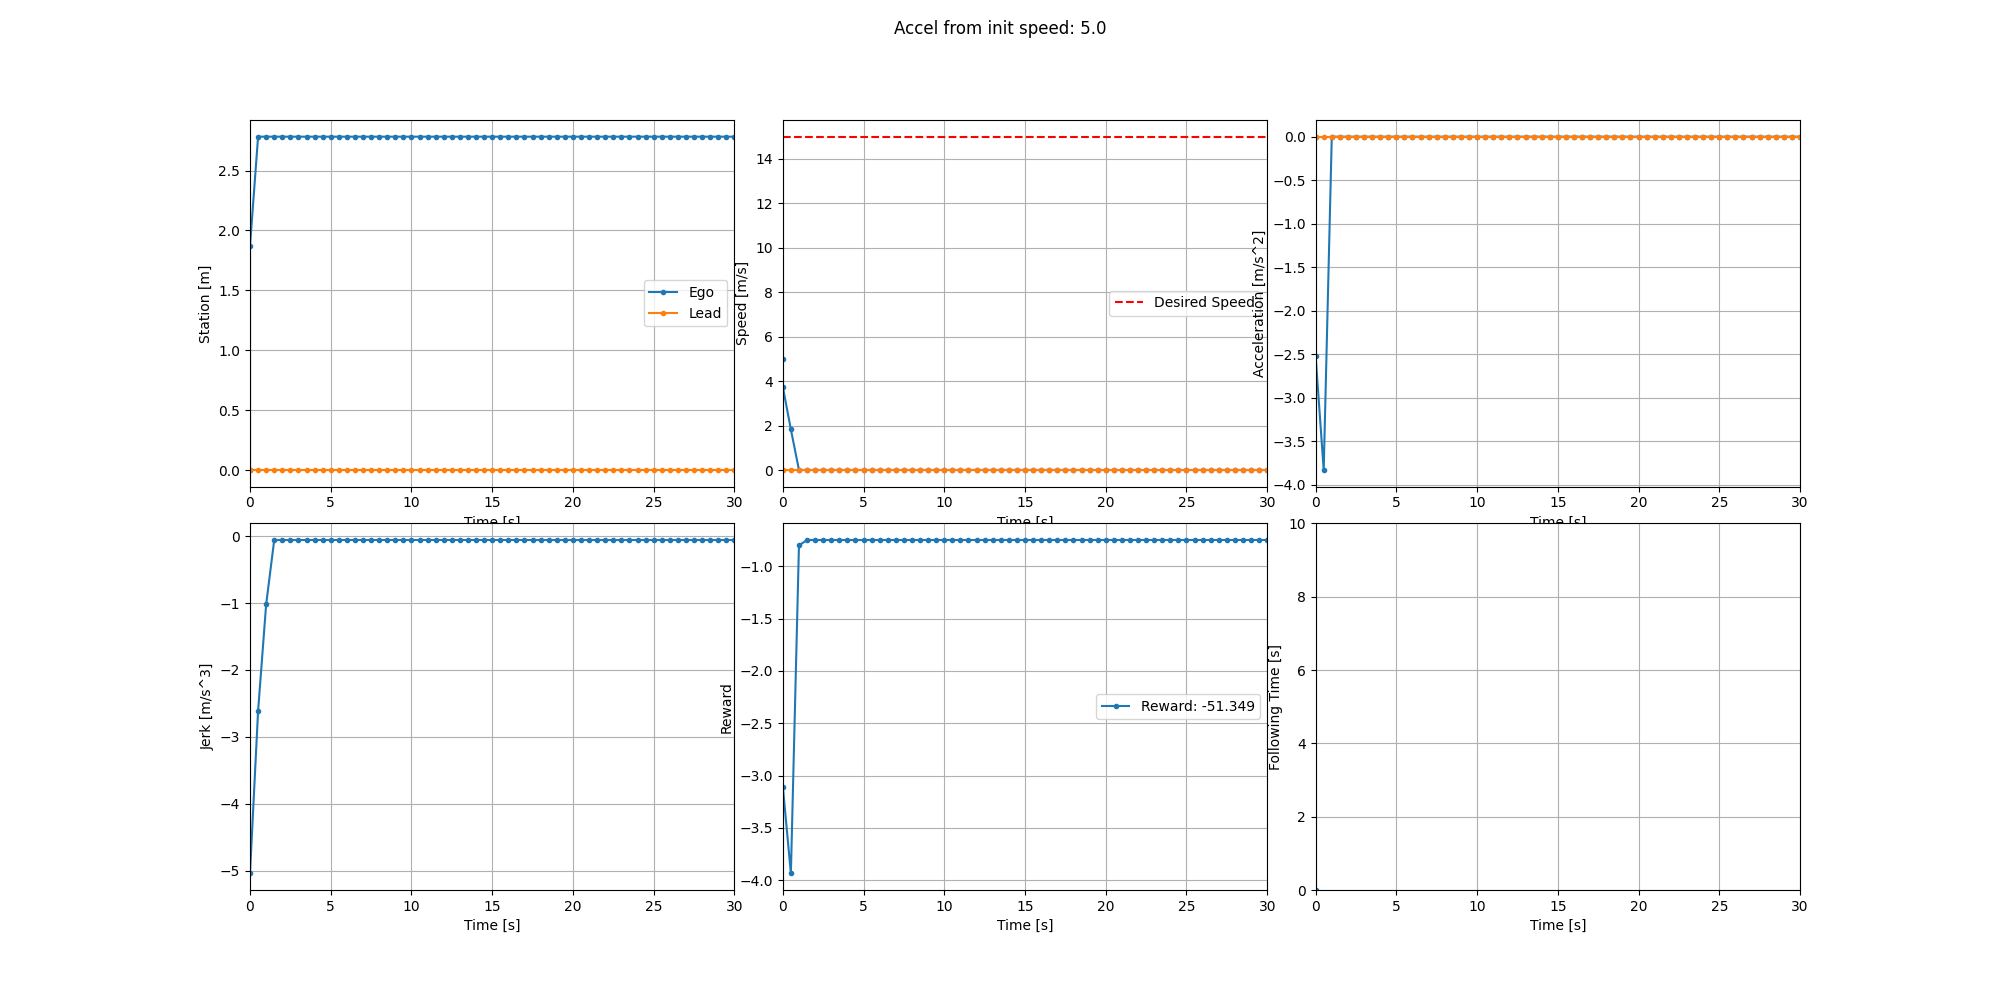 Accel from init speed: 5.0
Station [m]
2.5
2.0
1.5
1.0
0.5
0.0
0 5 10 15 20 25 30
Time [s]
Ego
Lead
Speed [m/s]
14
12
10
8
6
4
2
0
0 5 10 15 20 25 30
Time [s]
Desired Speed
Acceleration [m/s^2]
0.0
−0.5
−1.0
−1.5
−2.0
−2.5
−3.0
−3.5
−4.0
0 5 10 15 20 25 30
Time [s]
Jerk [m/s^3]
0
−1
−2
−3
−4
−5
0 5 10 15 20 25 30
Time [s]
Reward
−1.0
−1.5
−2.0
−2.5
−3.0
−3.5
−4.0
0 5 10 15 20 25 30
Time [s]
Reward: -51.349
Following Time [s]
10
8
6
4
2
0
0 5 10 15 20 25 30
Time [s]